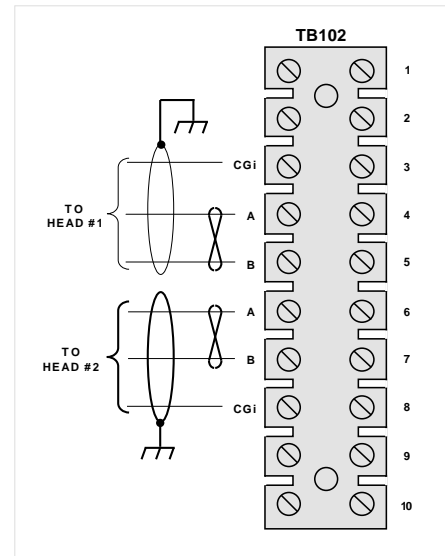 TB102
1
2
CGi 3
TO
HEAD #1
A 4
B 5
A 6
TO
HEAD #2
B 7
CGi 8
9
10